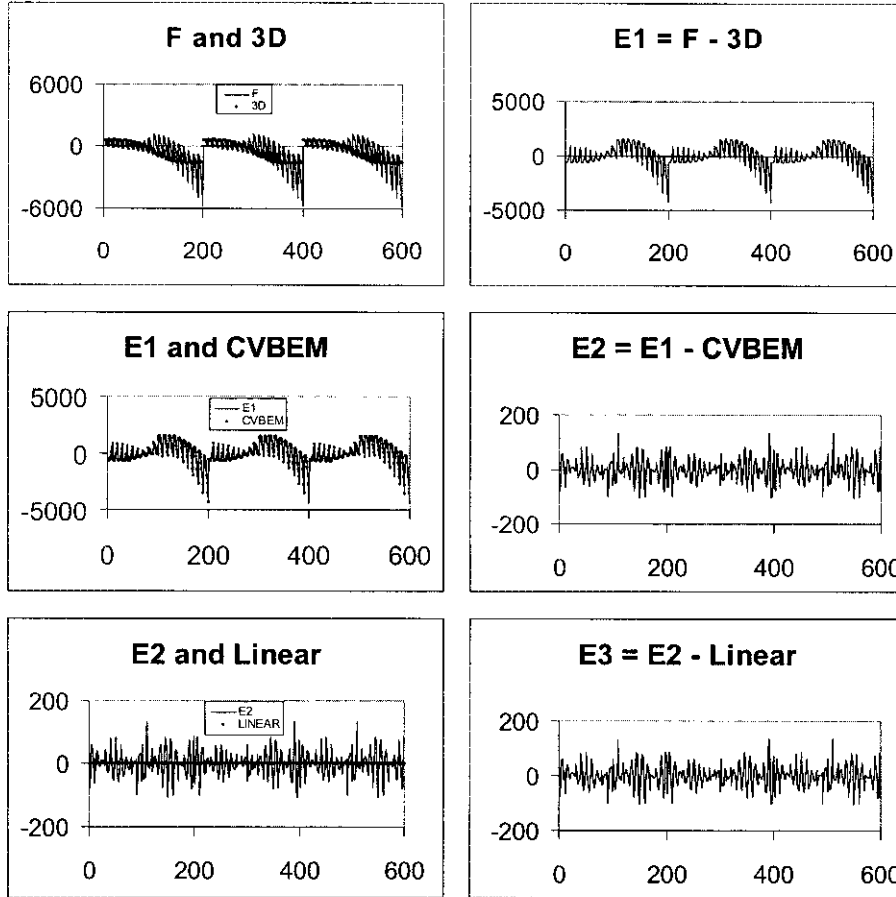 F and 3D
6000
0
-6000
F
3D
0 200 400 600
E1 = F - 3D
5000
0
-5000
0 200 400 600
E1 and CVBEM
5000
0
-5000
E1
CVBEM
0 200 400 600
E2 = E1 - CVBEM
200
0
-200
0 200 400 600
E2 and Linear
200
0
-200
E2
LINEAR
0 200 400 600
E3 = E2 - Linear
200
0
-200
0 200 400 600